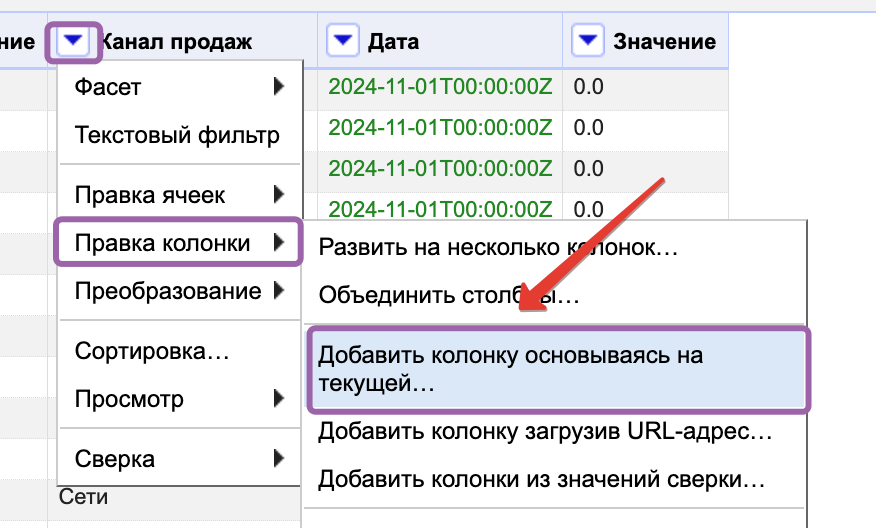 ние Канал продаж Дата Значение
Фасет 2024-11-01T00:00:00Z 0.0
Текстовый фильтр 2024-11-01T00:00:00Z 0.0
2024-11-01T00:00:00Z 0.0
Правка ячеек 2024-11-01T00:00:00Z 0.0
Правка колонки Развить на несколько колонок…
Преобразование Объединить столбцы…
Сортировка… Добавить колонку основываясь на
текущей…
Просмотр
Добавить колонку загрузив URL-адрес…
Сверка Добавить колонки из значений сверки…
Сети